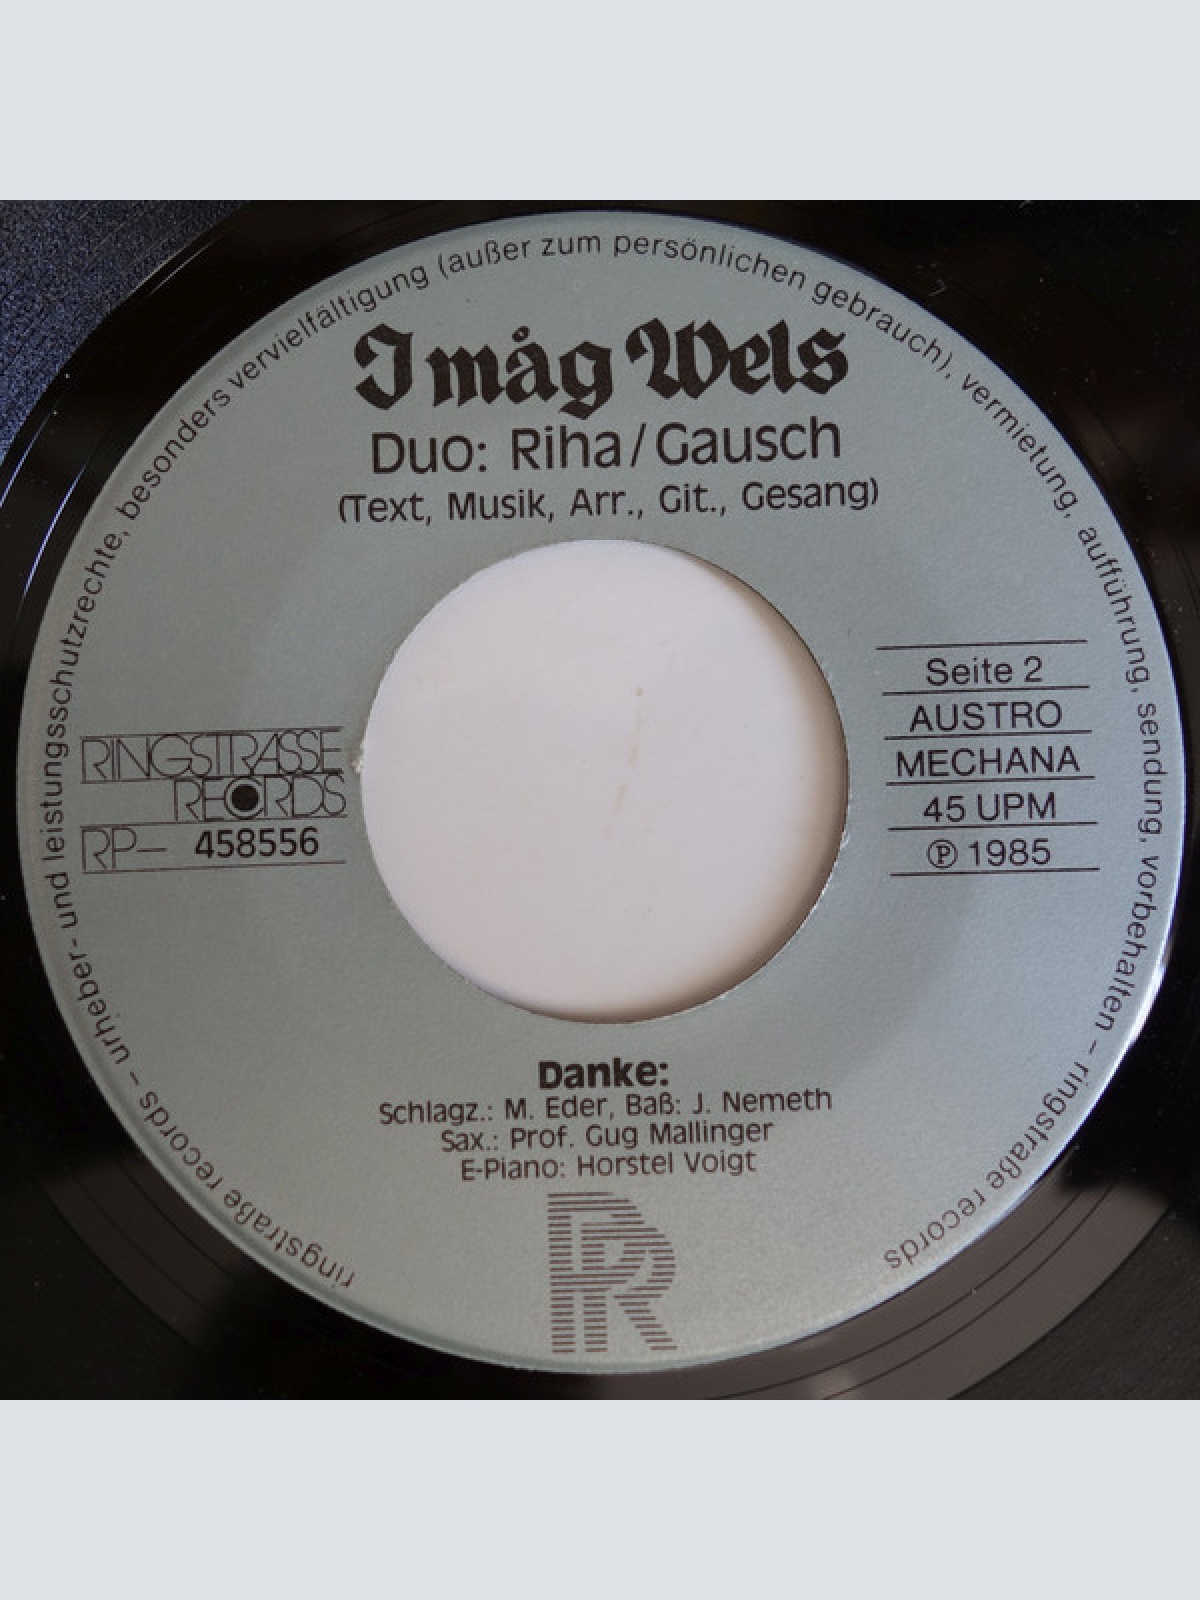 ringstraße records – urheber- und leistungsschutzrechte, besonders vervielfältigung (außer zum persönlichen gebrauch), vermietung, aufführung, sendung, vorbehalten – ringstraße records
I måg Wels
Duo: Riha/Gausch
(Text, Musik, Arr., Git., Gesang)
RINGSTRASSE
RECORDS
RP– 458556
Seite 2
AUSTRO
MECHANA
45 UPM
Ⓟ 1985
Danke:
Schlagz.: M. Eder, Baß: J. Nemeth
Sax.: Prof. Gug Mallinger
E-Piano: Horstel Voigt
RP